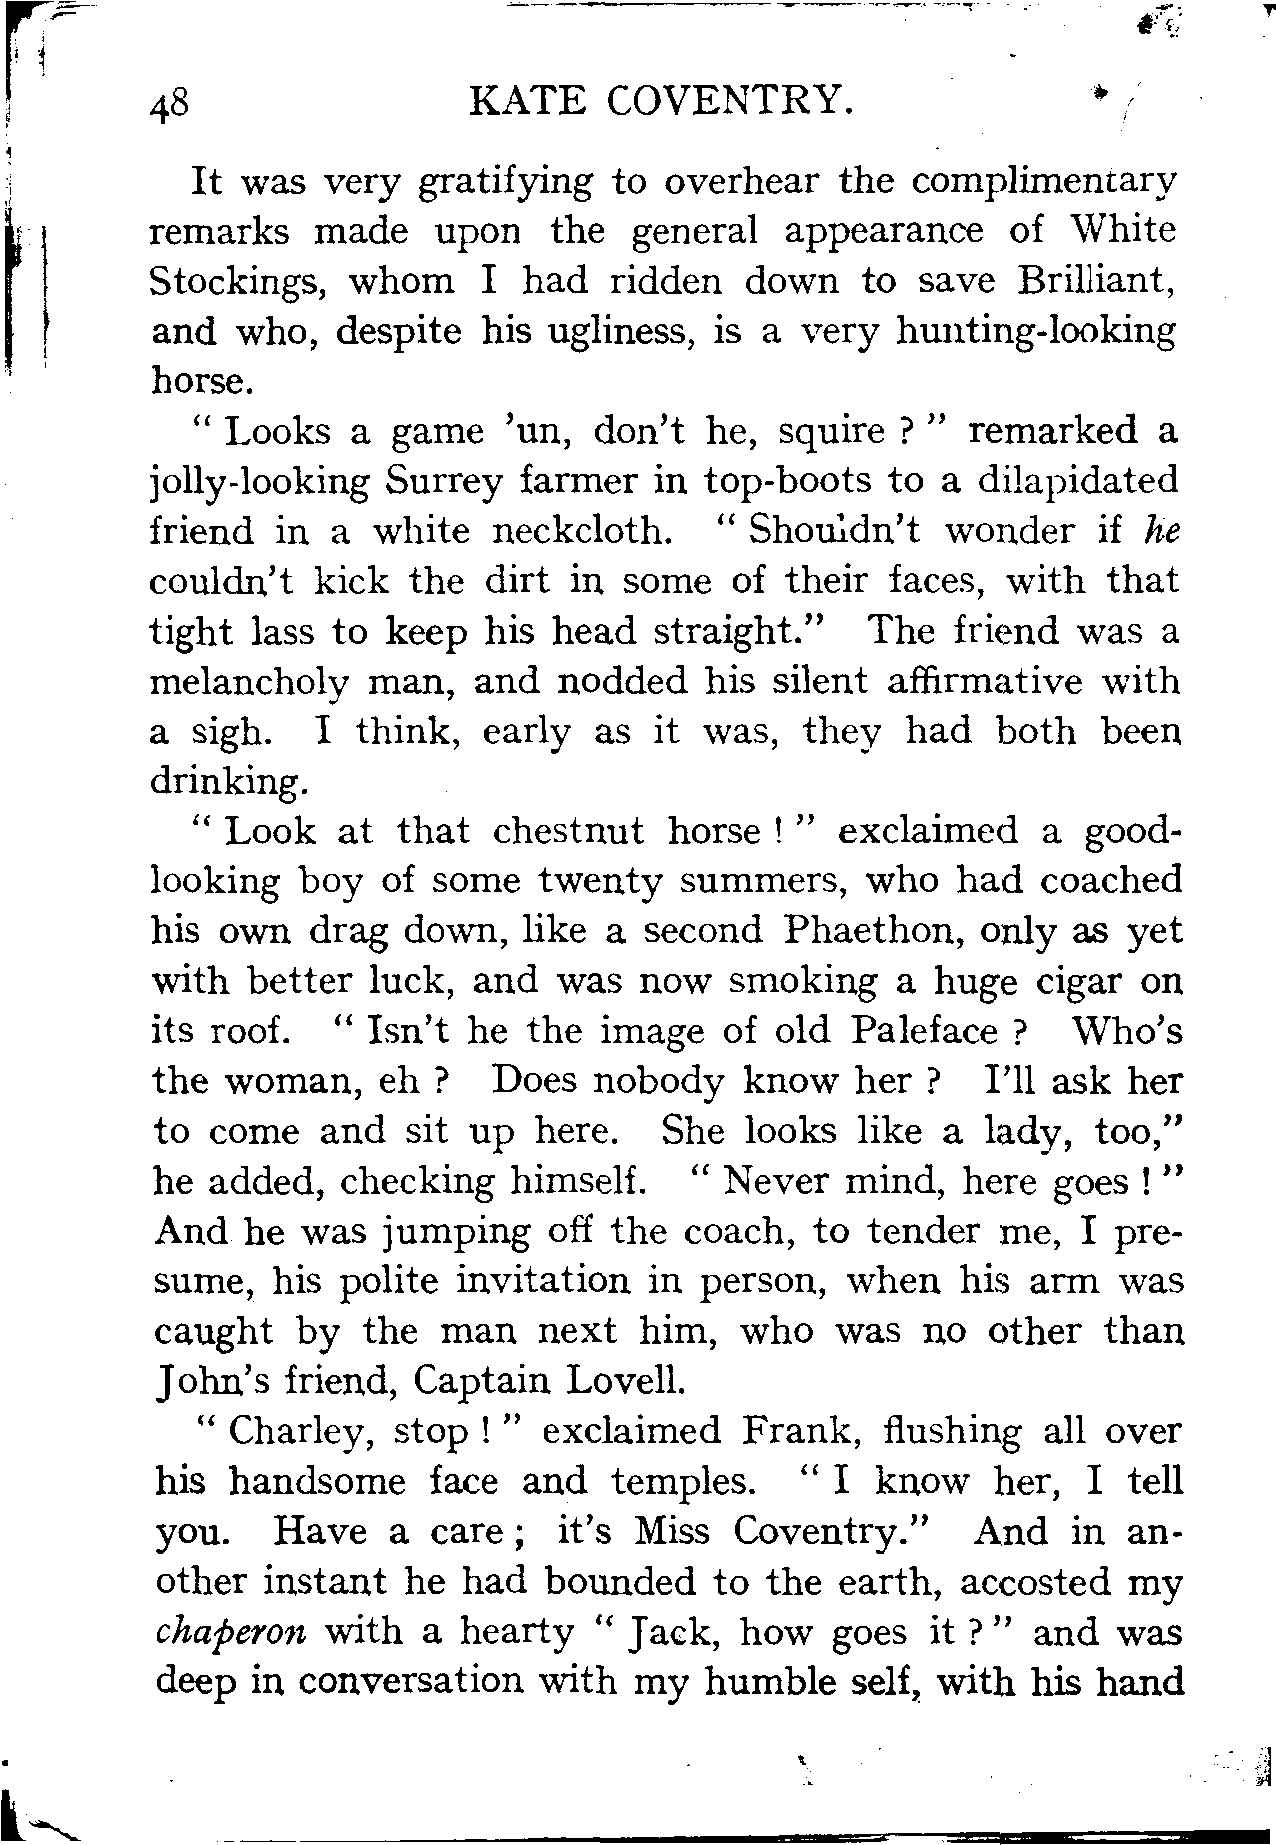 48 KATE COVENTRY.
It was very gratifying to overhear the complimentary
remarks made upon the general appearance of White
Stockings, whom I had ridden down to save Brilliant,
and who, despite his ugliness, is a very hunting-looking
horse.
“ Looks a game ’un, don’t he, squire ? ” remarked a
jolly-looking Surrey farmer in top-boots to a dilapidated
friend in a white neckcloth. “ Shouldn’t wonder if he
couldn’t kick the dirt in some of their faces, with that
tight lass to keep his head straight.” The friend was a
melancholy man, and nodded his silent affirmative with
a sigh. I think, early as it was, they had both been
drinking.
“ Look at that chestnut horse ! ” exclaimed a good-
looking boy of some twenty summers, who had coached
his own drag down, like a second Phaethon, only as yet
with better luck, and was now smoking a huge cigar on
its roof. “ Isn’t he the image of old Paleface ? Who’s
the woman, eh ? Does nobody know her ? I’ll ask her
to come and sit up here. She looks like a lady, too,”
he added, checking himself. “ Never mind, here goes ! ”
And he was jumping off the coach, to tender me, I pre-
sume, his polite invitation in person, when his arm was
caught by the man next him, who was no other than
John’s friend, Captain Lovell.
“ Charley, stop ! ” exclaimed Frank, flushing all over
his handsome face and temples. “ I know her, I tell
you. Have a care ; it’s Miss Coventry.” And in an-
other instant he had bounded to the earth, accosted my
chaperon with a hearty “ Jack, how goes it ? ” and was
deep in conversation with my humble self, with his hand